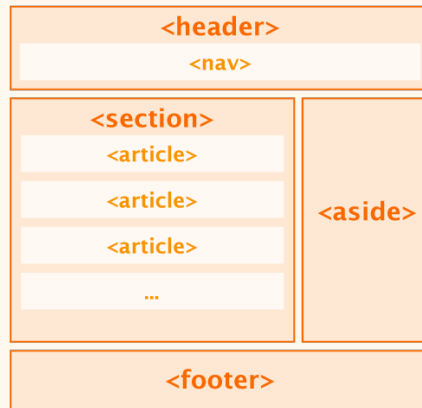 <header>
<nav>
<section>
<article>
<article>
<article>
...
<aside>
<footer>